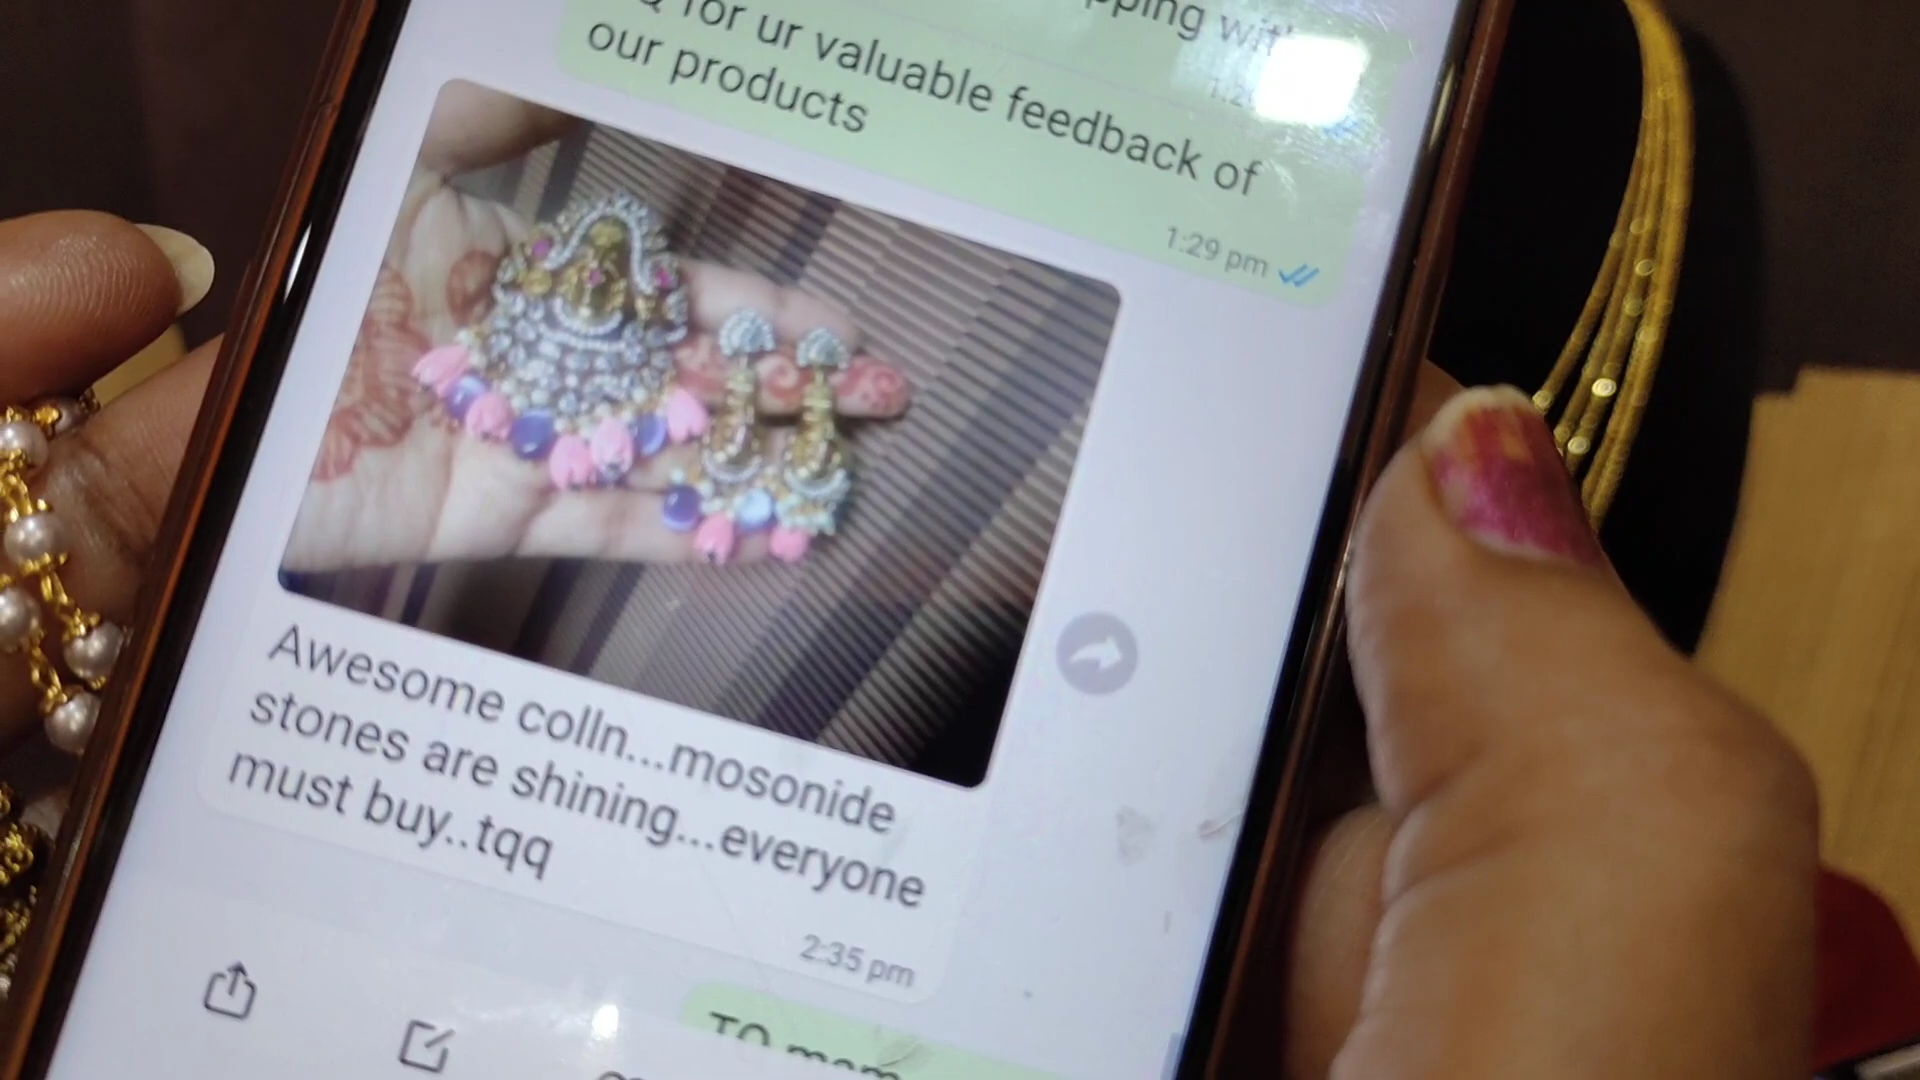 for ur valuable feedback of
our products
1:29 pm
Awesome colln...mosonide
stones are shining...everyone
must buy..tqq
2:35 pm